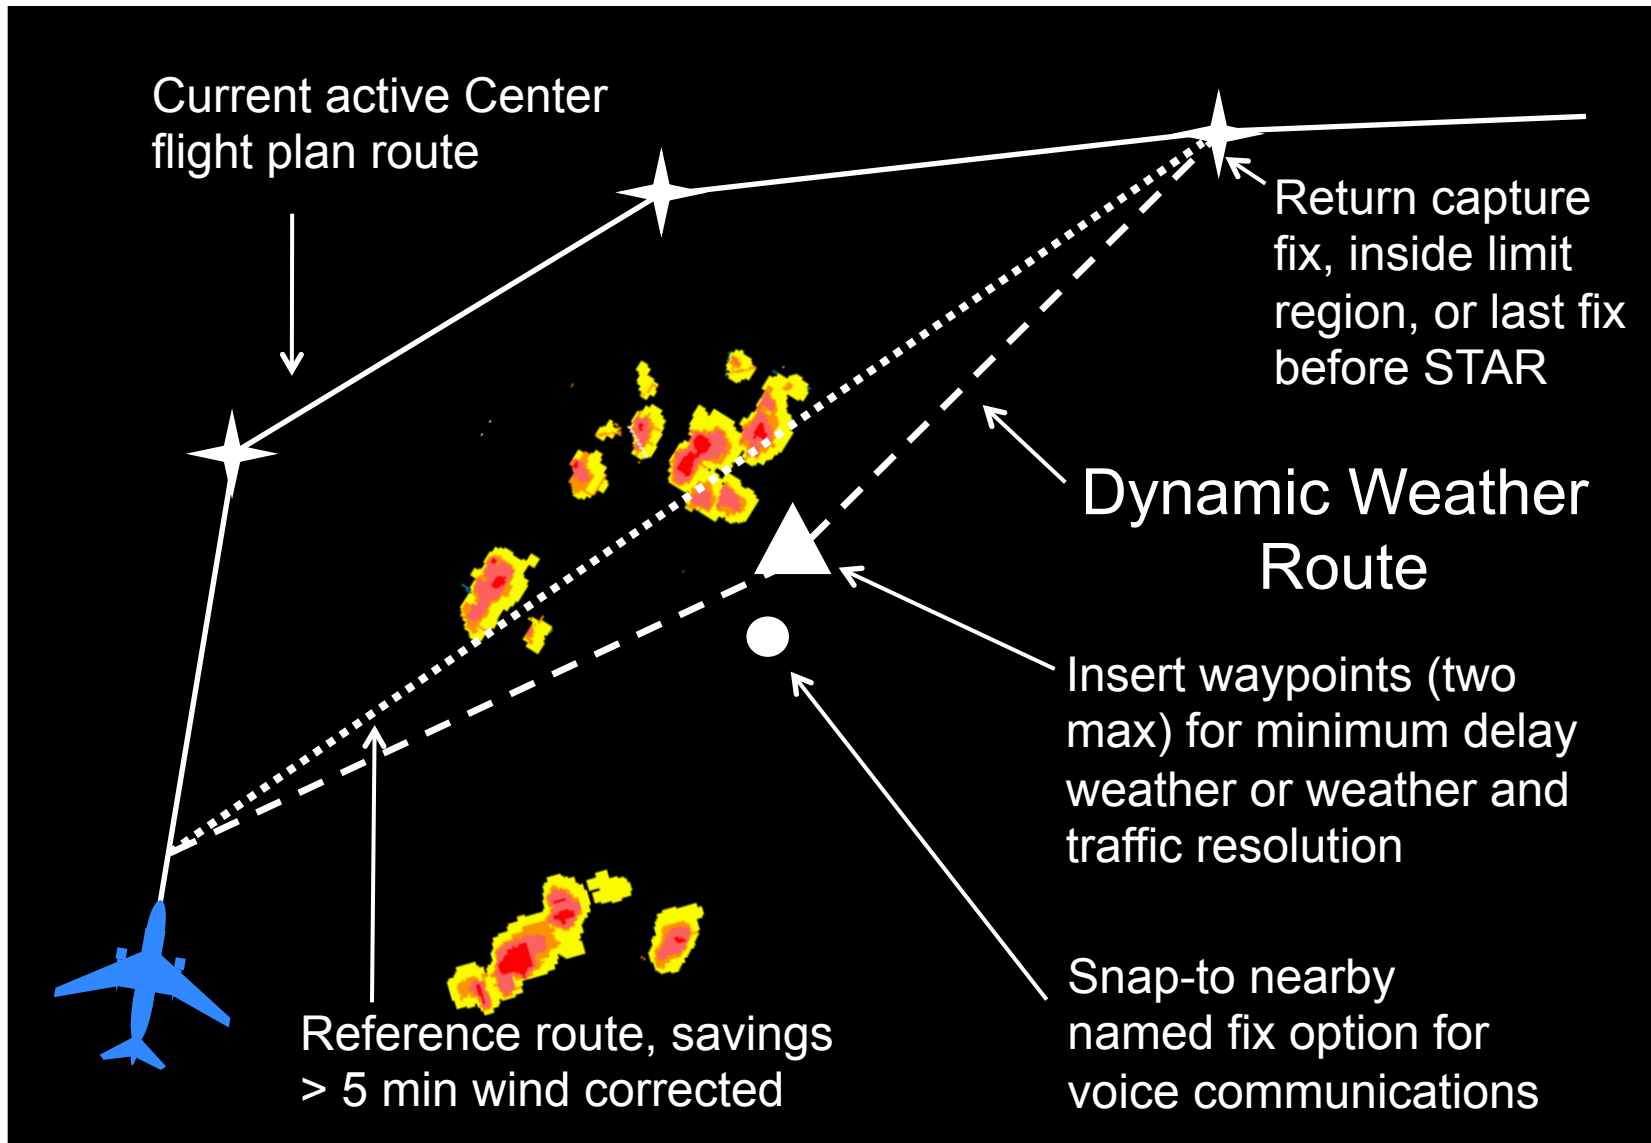 Current active Center
flight plan route
Return capture
fix, inside limit
region, or last fix
before STAR
Dynamic Weather
Route
Insert waypoints (two
max) for minimum delay
weather or weather and
traffic resolution
Snap-to nearby
named fix option for
voice communications
Reference route, savings
> 5 min wind corrected